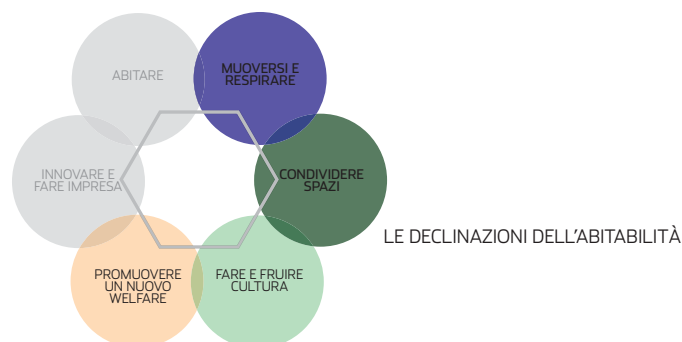 ABITARE
MUOVERSI E
RESPIRARE
INNOVARE E
FARE IMPRESA
CONDIVIDERE
SPAZI
LE DECLINAZIONI DELL'ABITABILITÀ
PROMUOVERE
UN NUOVO
WELFARE
FARE E FRUIRE
CULTURA